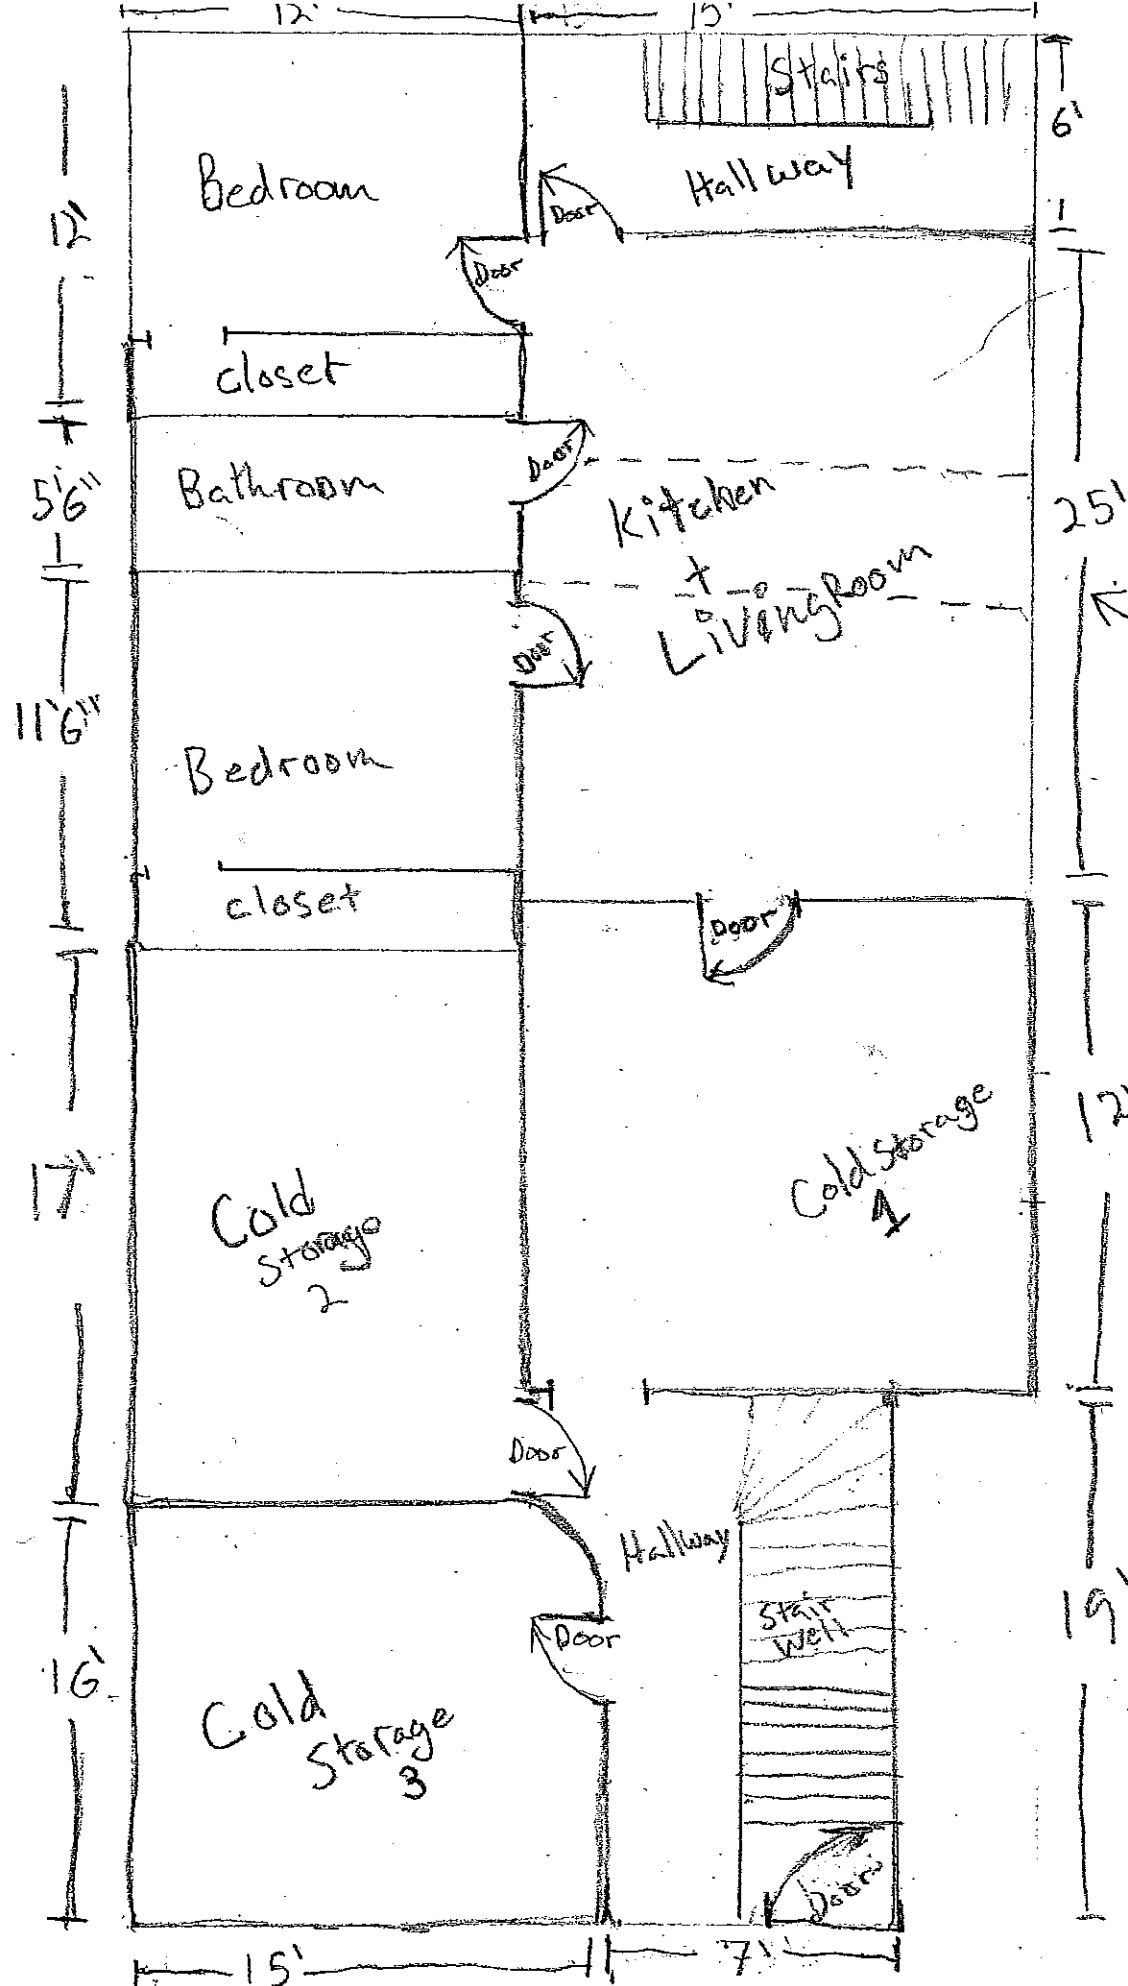 12'
15'
Stairs
6'
Hallway
Bedroom
Door
12'
Door
closet
Door
Bathroom
5'6"
Kitchen
+
Living Room
25'
Door
11'6"
Bedroom
closet
Door
12'
Cold Storage
1
17"
Cold
Storage
2
Door
Hallway
Stair
Well
19'
Door
16'
Cold
Storage
3
Door
15'
7'